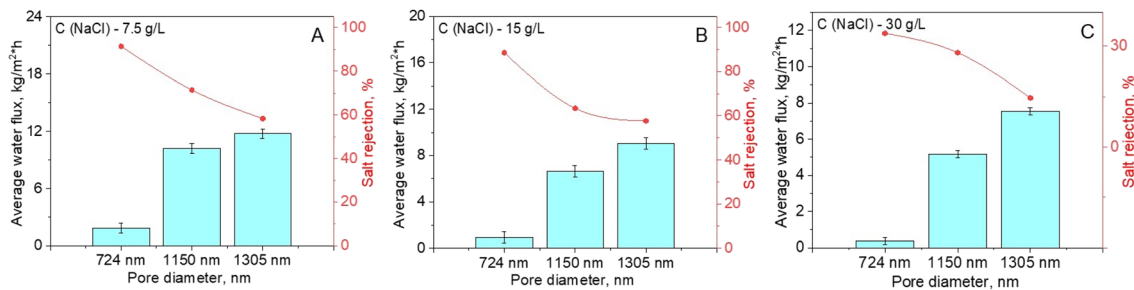 C (NaCl) - 7.5 g/L
A
Average water flux, kg/m²*h
24
18
12
6
0
Salt rejection, %
100
80
60
40
20
0
724 nm 1150 nm 1305 nm
Pore diameter, nm
C (NaCl) - 15 g/L
B
Average water flux, kg/m²*h
20
16
12
8
4
0
Salt rejection, %
100
80
60
40
20
0
724 nm 1150 nm 1305 nm
Pore diameter, nm
C (NaCl) - 30 g/L
C
Average water flux, kg/m²*h
12
10
8
6
4
2
0
Salt rejection, %
30
0
724 nm 1150 nm 1305 nm
Pore diameter, nm